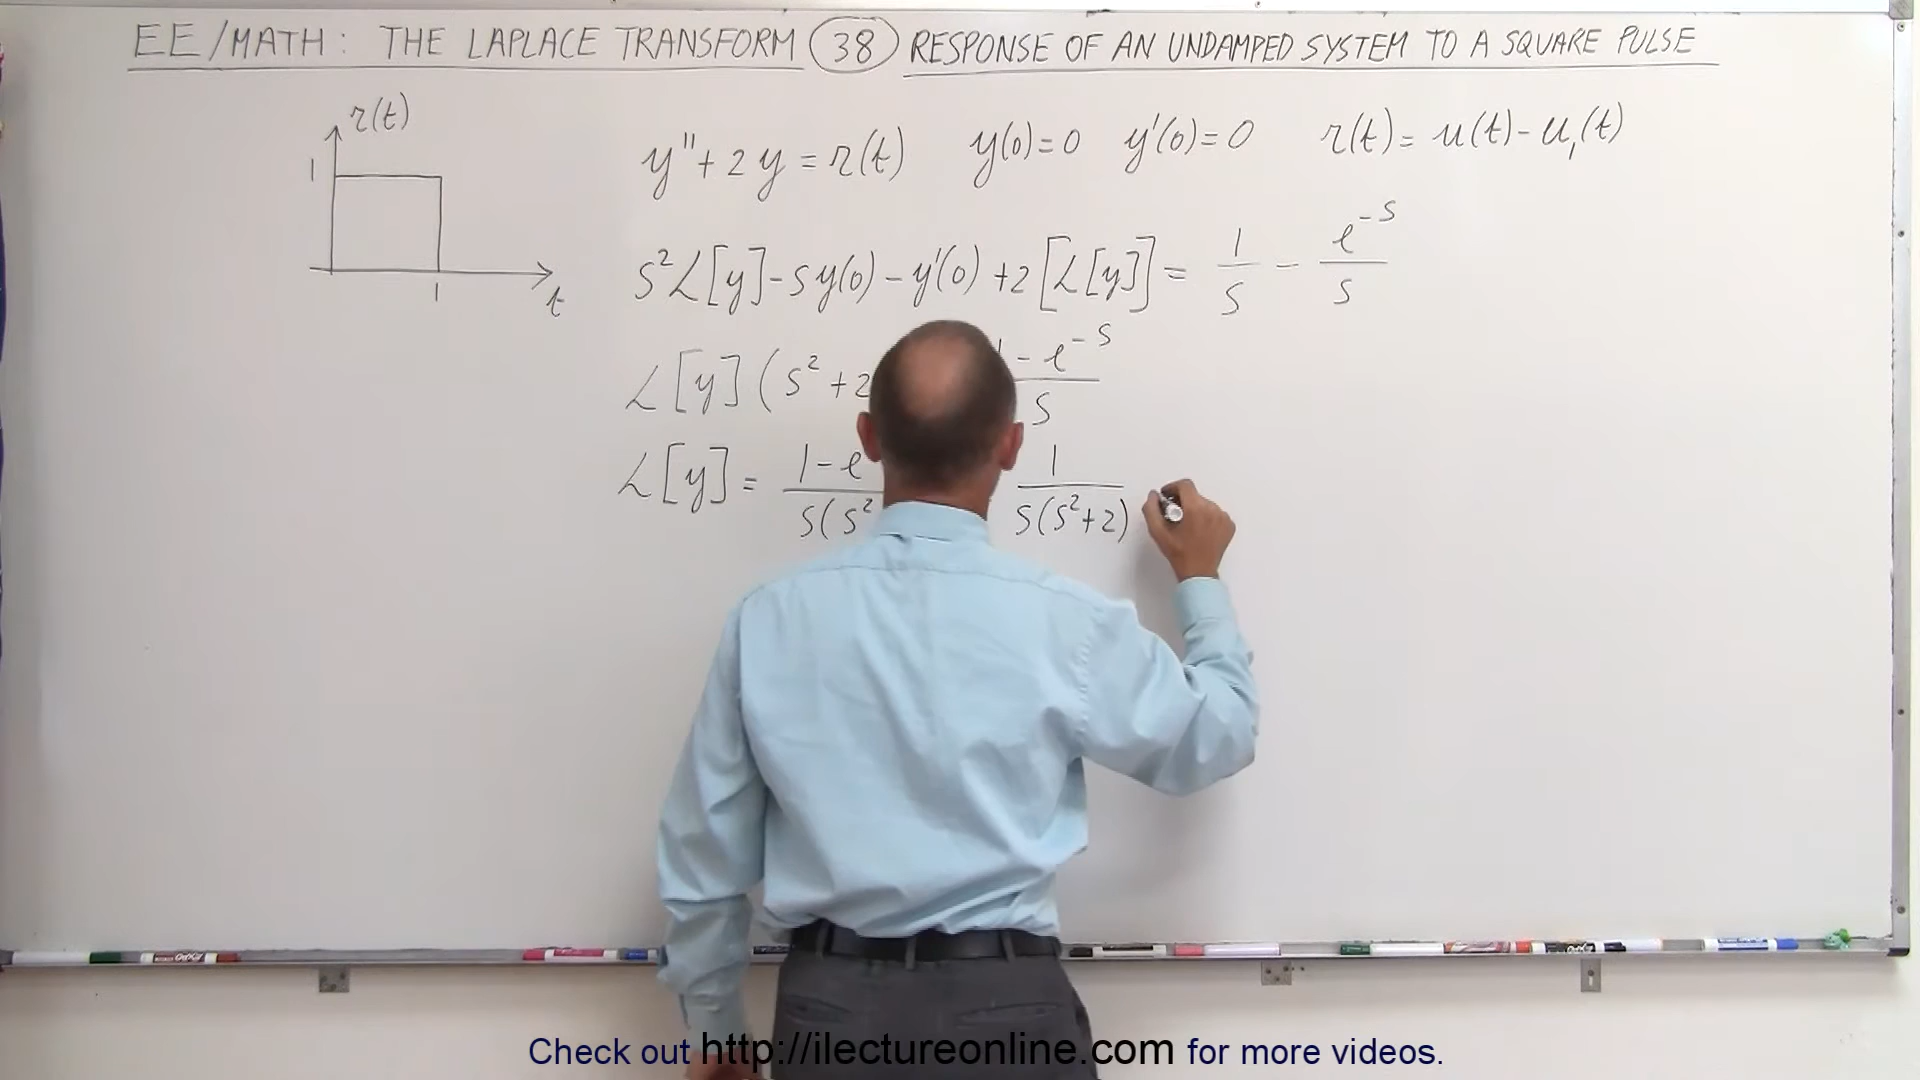 EE/MATH: THE LAPLACE TRANSFORM 38 RESPONSE OF AN UNDAMPED SYSTEM TO A SQUARE PULSE
r(t)
1
1
t
y'' + 2y = r(t) y(0)=0 y'(0)=0 r(t)= u(t)-u₁(t)
s²L[y]-sy(0)-y'(0)+2[L[y]]= 1/s - e^-s/s
L[y](s²+2 1-e^-s/s
L[y]= 1-e/s(s² 1/s(s²+2)
EXPO
Check out http://ilectureonline.com for more videos.